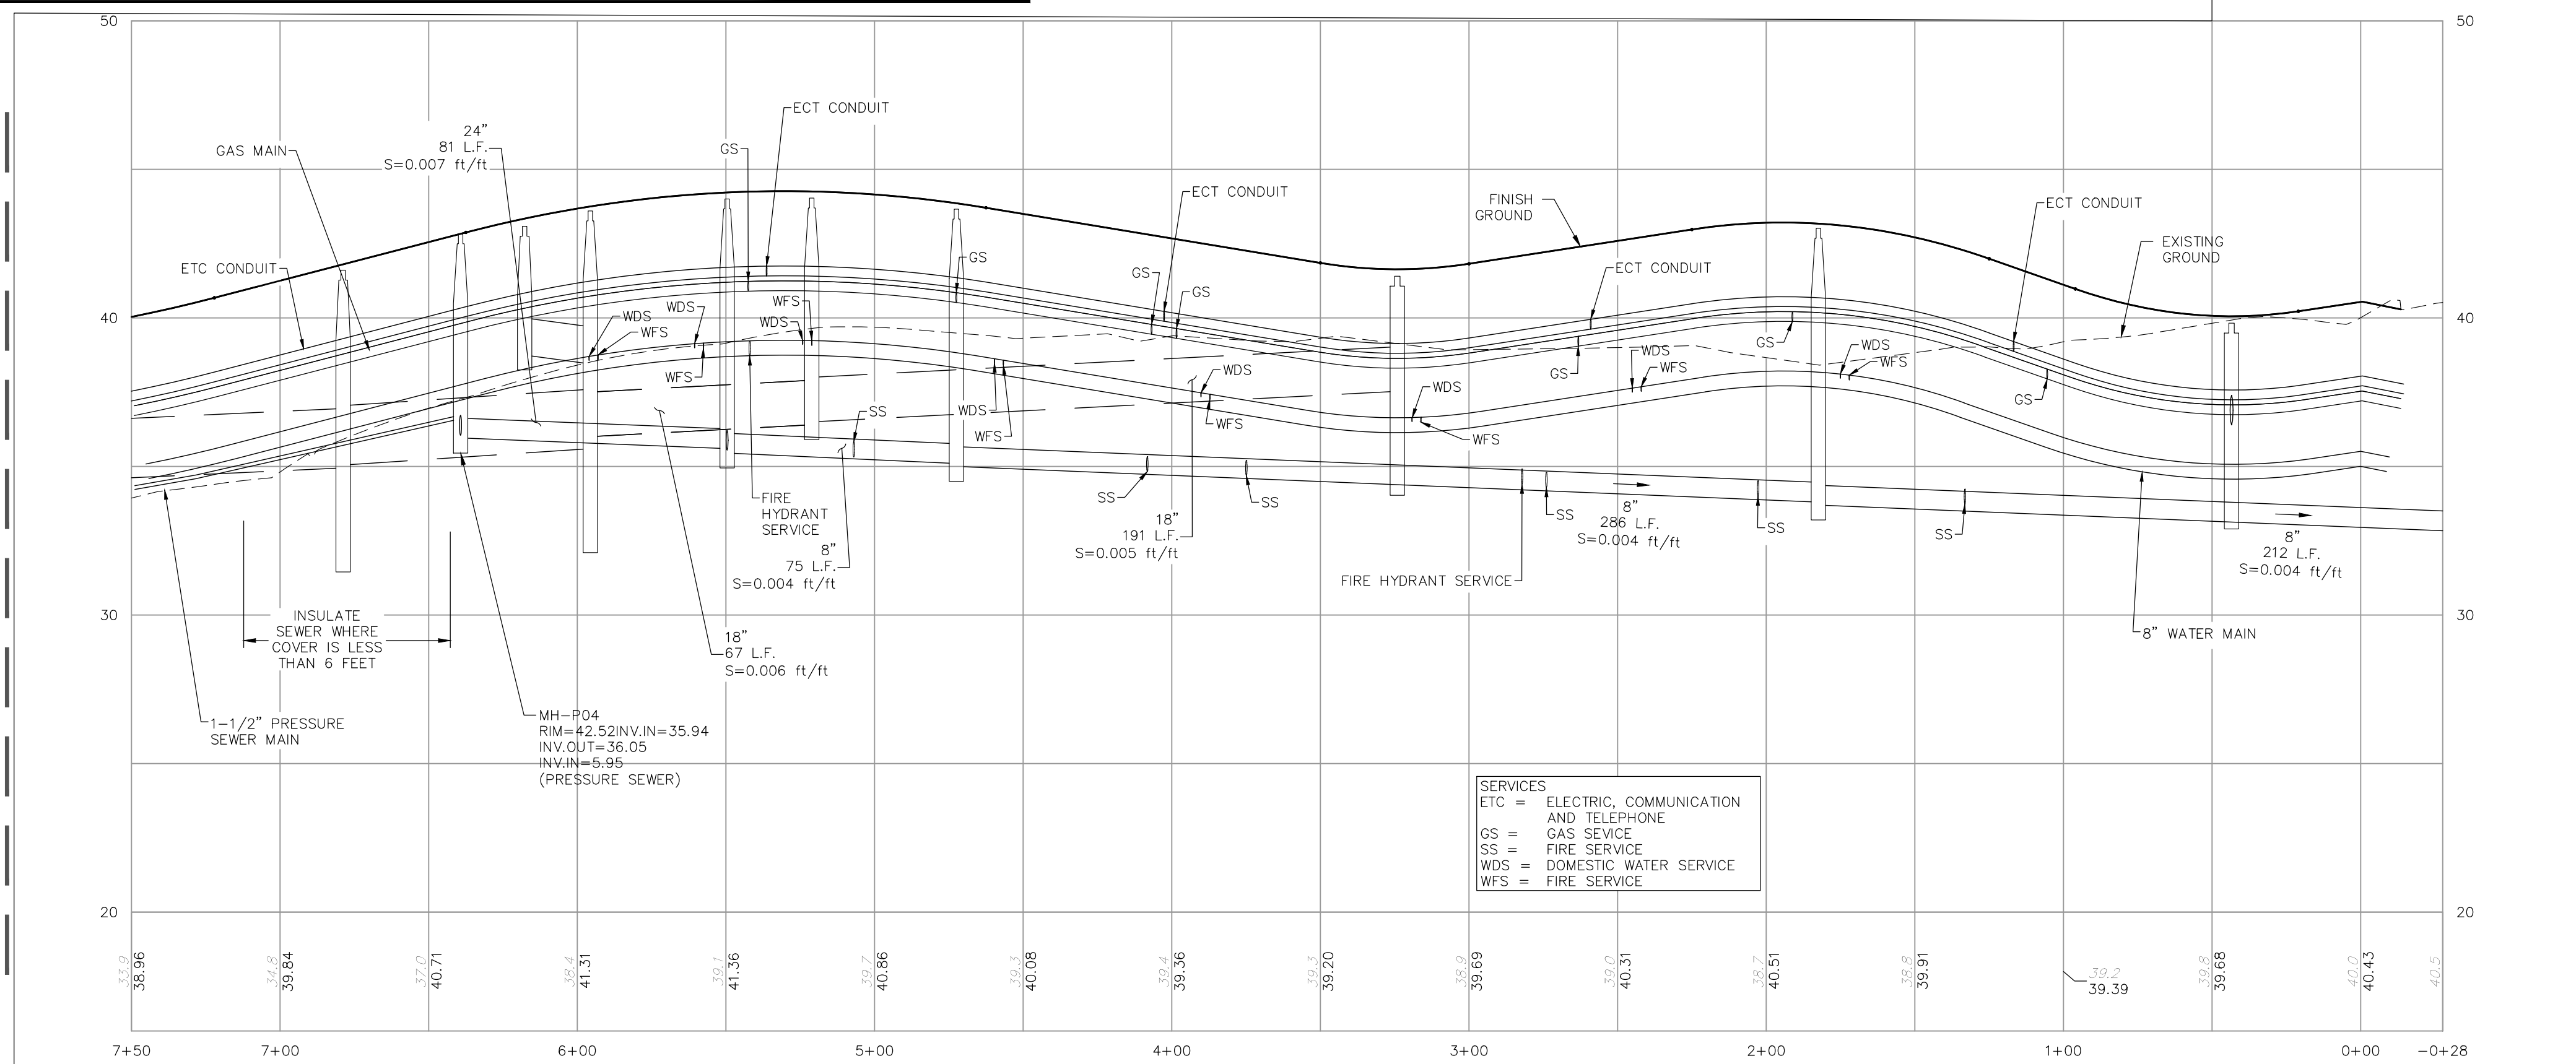 50
50
ECT CONDUIT
24”
81 L.F.
S=0.007 ft/ft
GAS MAIN
GS
ECT CONDUIT
FINISH
GROUND
ECT CONDUIT
EXISTING
GROUND
ETC CONDUIT
GS
GS
GS
ECT CONDUIT
40
40
WDS
WFS
WDS
WFS
WDS
WFS
GS
WDS
WFS
GS
WDS
WFS
GS
WDS
WFS
WDS
WFS
WDS
WFS
WDS
WFS
SS
SS
SS
SS
SS
SS
FIRE
HYDRANT
SERVICE
8”
75 L.F.
S=0.004 ft/ft
18”
191 L.F.
S=0.005 ft/ft
8”
286 L.F.
S=0.004 ft/ft
8”
212 L.F.
S=0.004 ft/ft
FIRE HYDRANT SERVICE
30
30
INSULATE
SEWER WHERE
COVER IS LESS
THAN 6 FEET
18”
67 L.F.
S=0.006 ft/ft
8” WATER MAIN
1-1/2” PRESSURE
SEWER MAIN
MH-P04
RIM=42.52INV.IN=35.94
INV.OUT=36.05
INV.IN=5.95
(PRESSURE SEWER)
SERVICES
ETC = ELECTRIC, COMMUNICATION
AND TELEPHONE
GS = GAS SEVICE
SS = FIRE SERVICE
WDS = DOMESTIC WATER SERVICE
WFS = FIRE SERVICE
20
20
33.9
38.96
34.8
39.84
37.0
40.71
38.4
41.31
39.1
41.36
39.7
40.86
39.3
40.08
39.4
39.36
39.3
39.20
38.9
39.69
39.0
40.31
38.7
40.51
38.8
39.91
39.2
39.39
39.8
39.68
40.0
40.43
40.5
7+50
7+00
6+00
5+00
4+00
3+00
2+00
1+00
0+00
-0+28